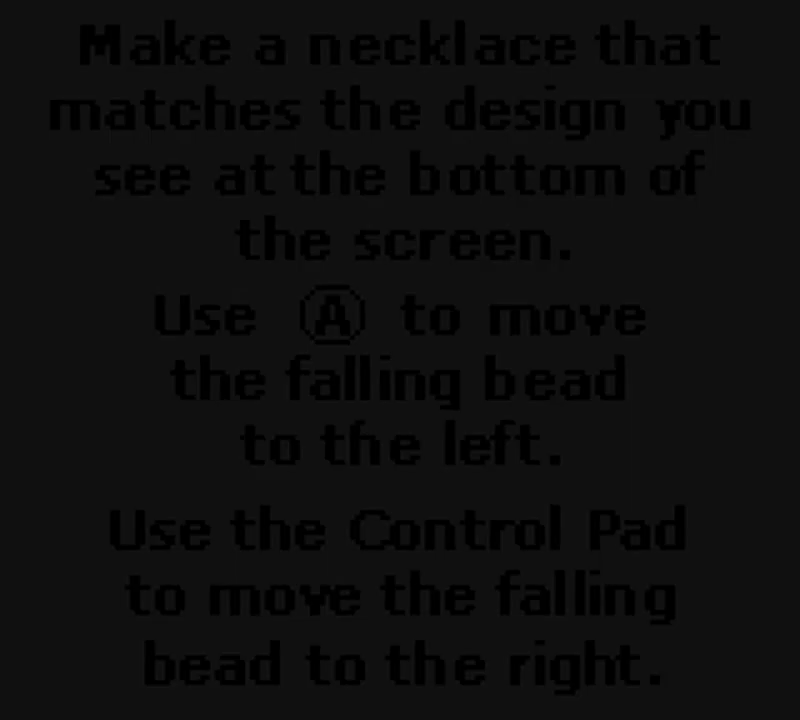 Make a necklace that
matches the design you
see at the bottom of
the screen.
Use Ⓐ to move
the falling bead
to the left.
Use the Control Pad
to move the falling
bead to the right.